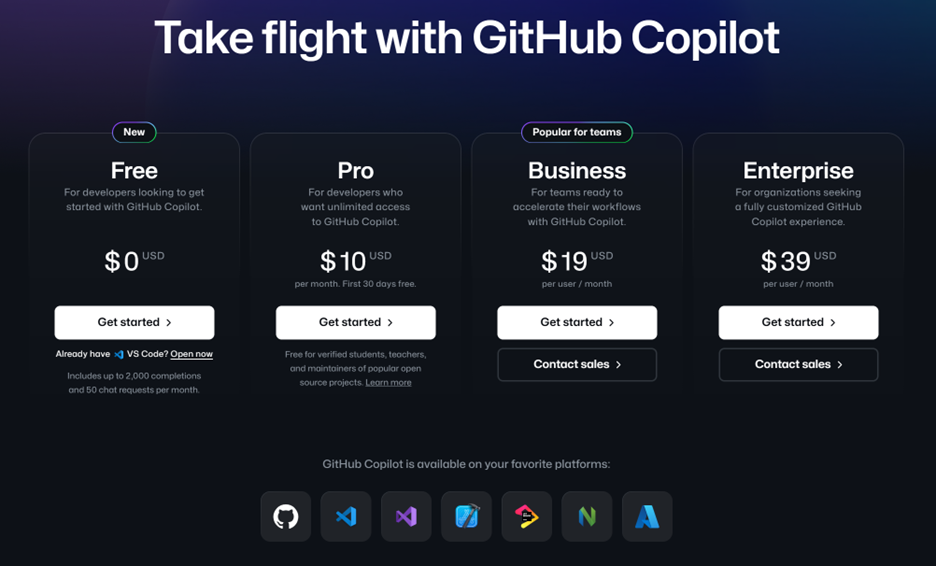 Take flight with GitHub Copilot
New
Free
For developers looking to get
started with GitHub Copilot.
$0 USD
Get started
Already have VS Code? Open now
Includes up to 2,000 completions
and 50 chat requests per month.
Pro
For developers who
want unlimited access
to GitHub Copilot.
$10 USD
per month. First 30 days free.
Get started
Free for verified students, teachers,
and maintainers of popular open
source projects. Learn more
Popular for teams
Business
For teams ready to
accelerate their workflows
with GitHub Copilot.
$19 USD
per user / month
Get started
Contact sales
Enterprise
For organizations seeking
a fully customized GitHub
Copilot experience.
$39 USD
per user / month
Get started
Contact sales
GitHub Copilot is available on your favorite platforms: